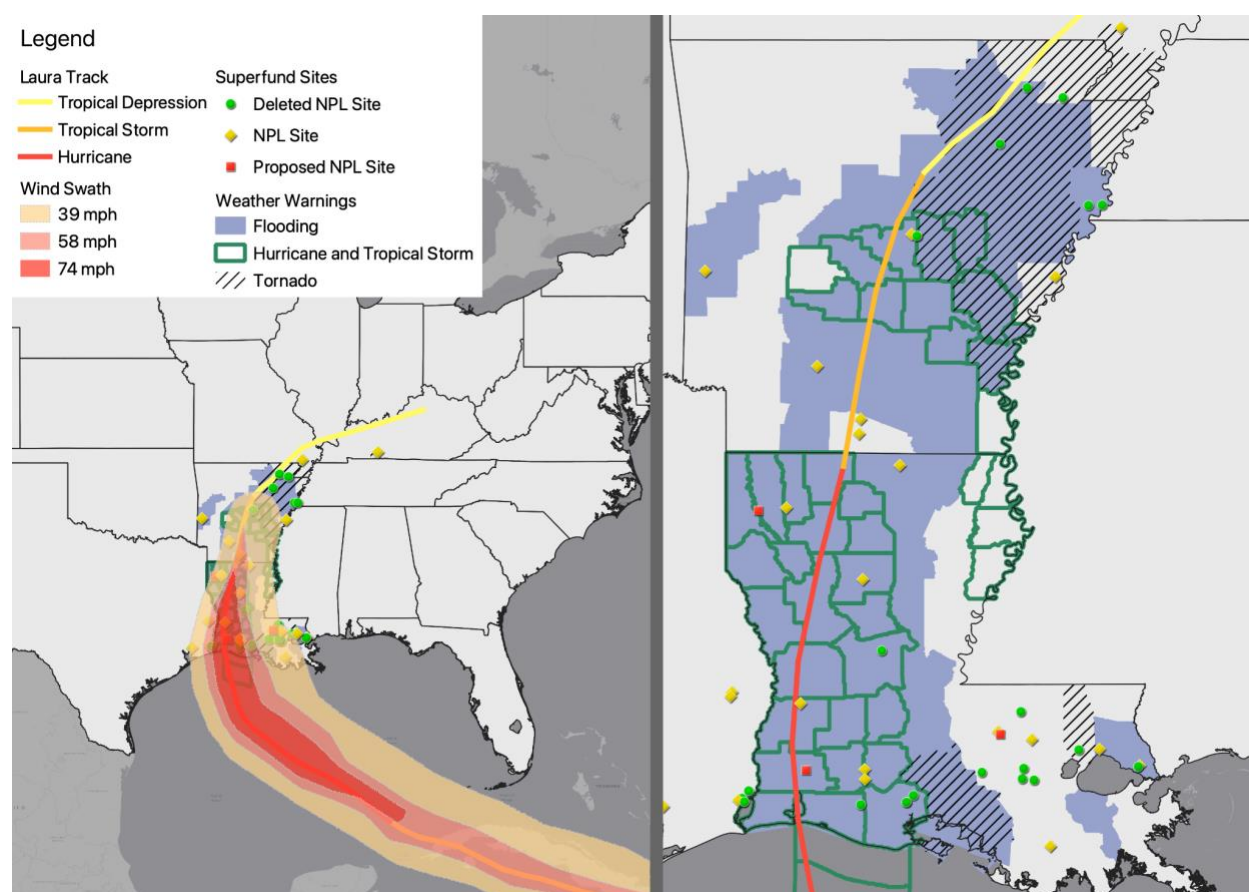 Legend
Laura Track
Tropical Depression
Tropical Storm
Hurricane
Wind Swath
39 mph
58 mph
74 mph
Superfund Sites
Deleted NPL Site
NPL Site
Proposed NPL Site
Weather Warnings
Flooding
Hurricane and Tropical Storm
Tornado